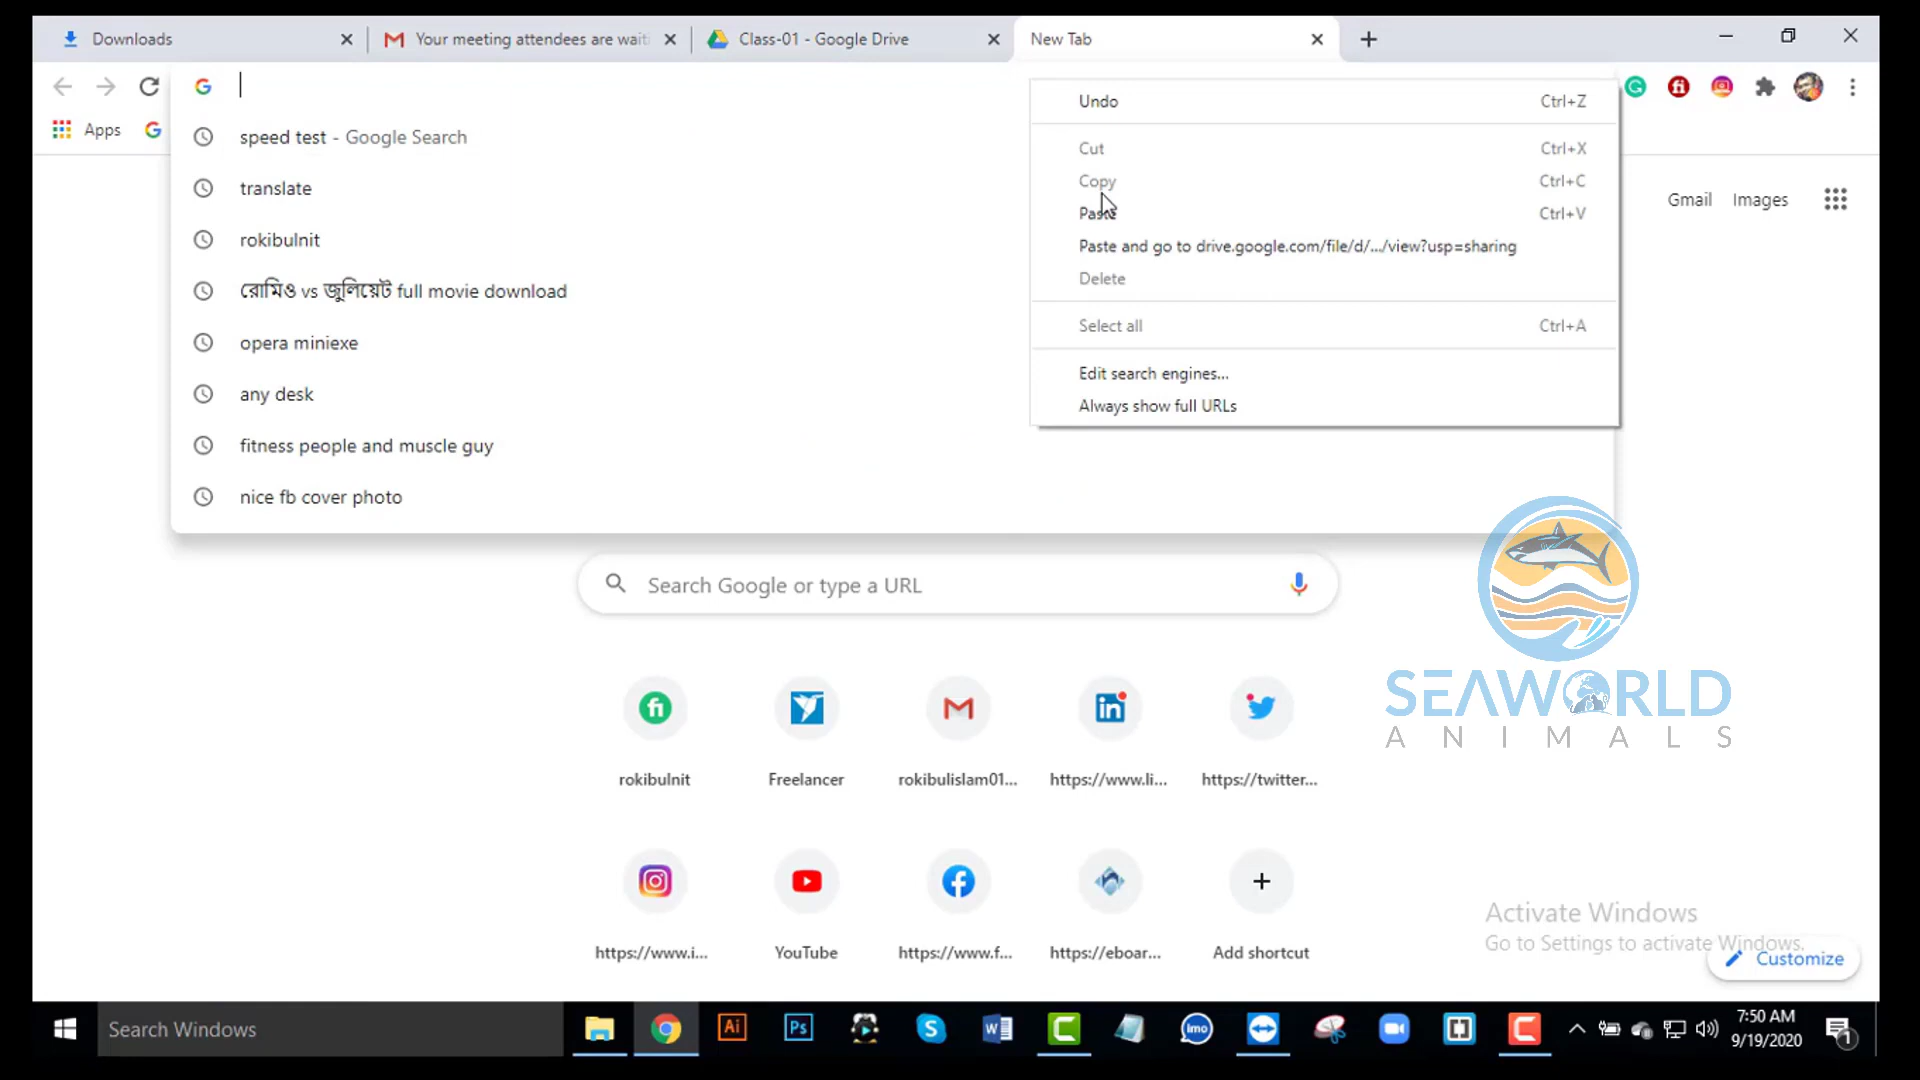 Downloads
Your meeting attendees are wait
Class-01 - Google Drive
New Tab
Undo Ctrl+Z
Apps
speed test - Google Search
Cut Ctrl+X
translate
Copy Ctrl+C
Gmail Images
Paste Ctrl+V
rokibulnit
Paste and go to drive.google.com/file/d/.../view?usp=sharing
Delete
রোমিও vs জুলিয়েট full movie download
Select all Ctrl+A
opera miniexe
Edit search engines...
any desk
Always show full URLs
fitness people and muscle guy
nice fb cover photo
Search Google or type a URL
SEAWORLD
ANIMALS
rokibulnit
Freelancer
rokibulislam01...
https://www.li...
https://twitter...
https://www.i...
YouTube
https://www.f...
https://eboar...
Add shortcut
Activate Windows
Go to Settings to activate Windows.
Customize
Search Windows
7:50 AM
9/19/2020